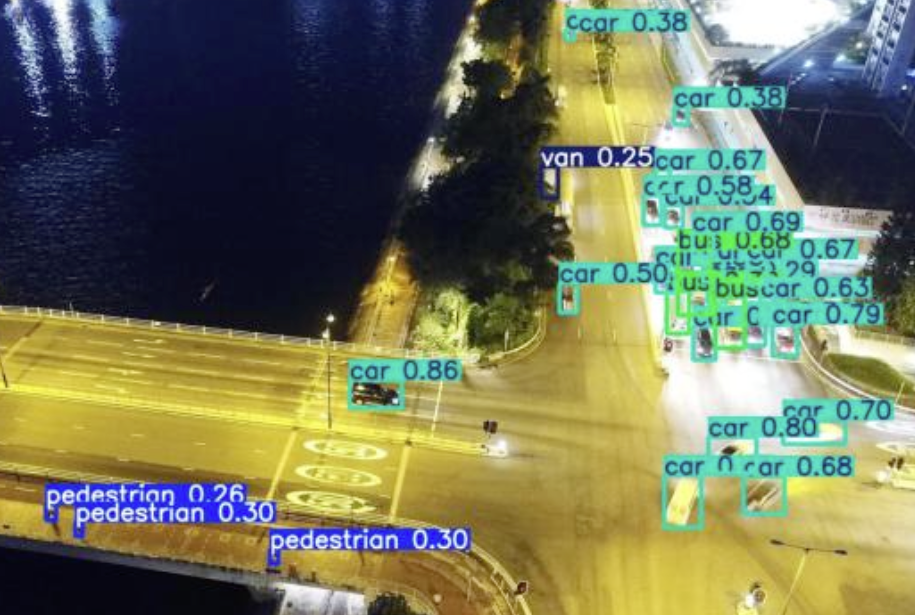 car 0.38
car 0.38
van 0.25
car 0.67
0.58
car 0.69
bus 0.68
car 0.67
car 0.50
bus
car 0.63
car
car 0.79
car 0.86
car 0.70
car 0.80
car
car 0.68
pedestrian 0.26
pedestrian 0.30
pedestrian 0.30